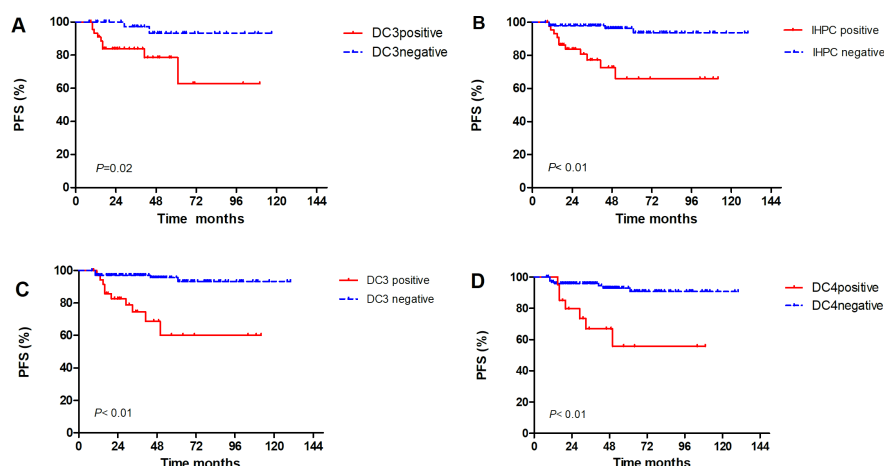 A
DC3positive
DC3negative
PFS (%)
100
80
60
40
20
0
P=0.02
0 24 48 72 96 120 144
Time months
B
IHPC positive
IHPC negative
PFS (%)
100
80
60
40
20
0
P< 0.01
0 24 48 72 96 120 144
Time months
C
DC3 positive
DC3 negative
PFS (%)
100
80
60
40
20
0
P< 0.01
0 24 48 72 96 120 144
Time months
D
DC4positive
DC4negative
PFS (%)
100
80
60
40
20
0
P< 0.01
0 24 48 72 96 120 144
Time months